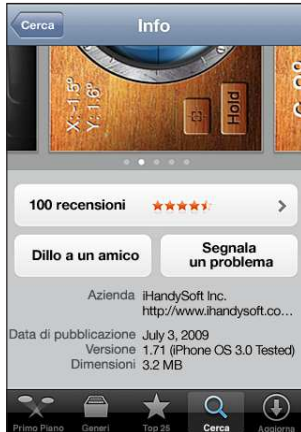 Cerca
Info
X:-1.5°
Y: 1.6°
Hold
100 recensioni
Dillo a un amico
Segnala
un problema
Azienda iHandySoft Inc.
http://www.ihandysoft.co...
Data di pubblicazione July 3, 2009
Versione 1.71 (iPhone OS 3.0 Tested)
Dimensioni 3.2 MB
Primo Piano Generi Top 25 Cerca Aggiorna